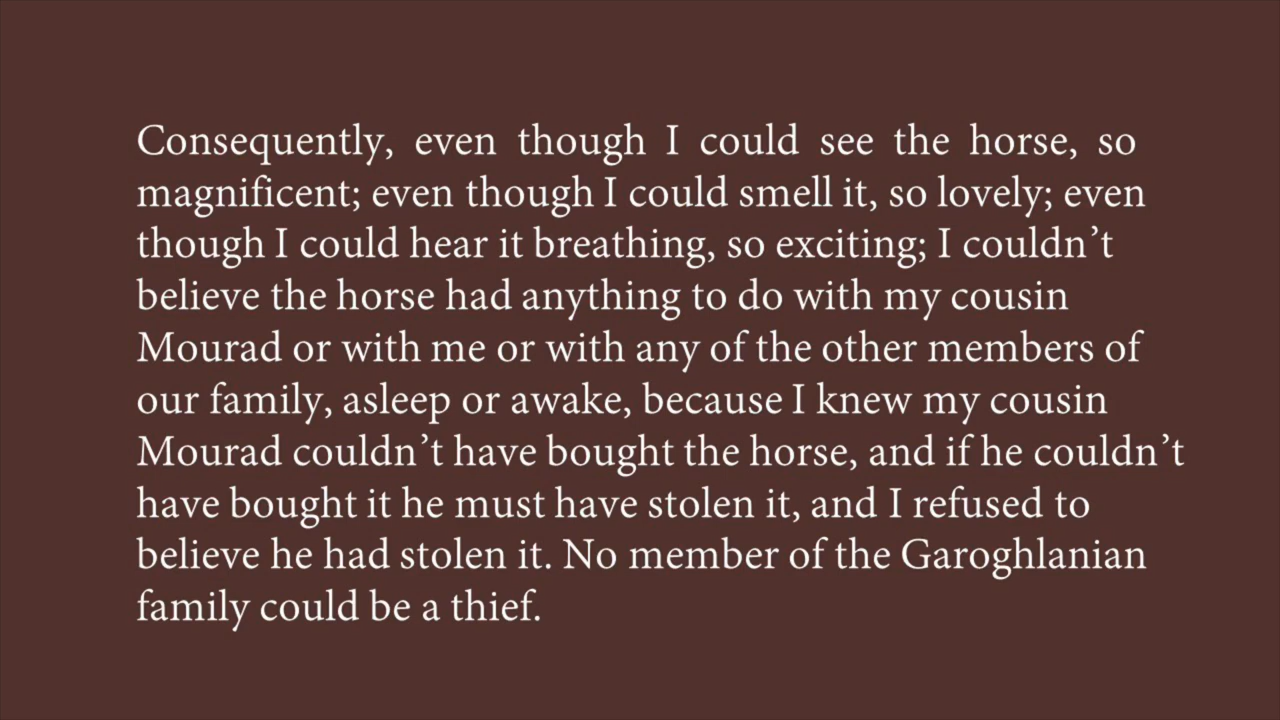 Consequently, even though I could see the horse, so
magnificent; even though I could smell it, so lovely; even
though I could hear it breathing, so exciting; I couldn’t
believe the horse had anything to do with my cousin
Mourad or with me or with any of the other members of
our family, asleep or awake, because I knew my cousin
Mourad couldn’t have bought the horse, and if he couldn’t
have bought it he must have stolen it, and I refused to
believe he had stolen it. No member of the Garoghlanian
family could be a thief.